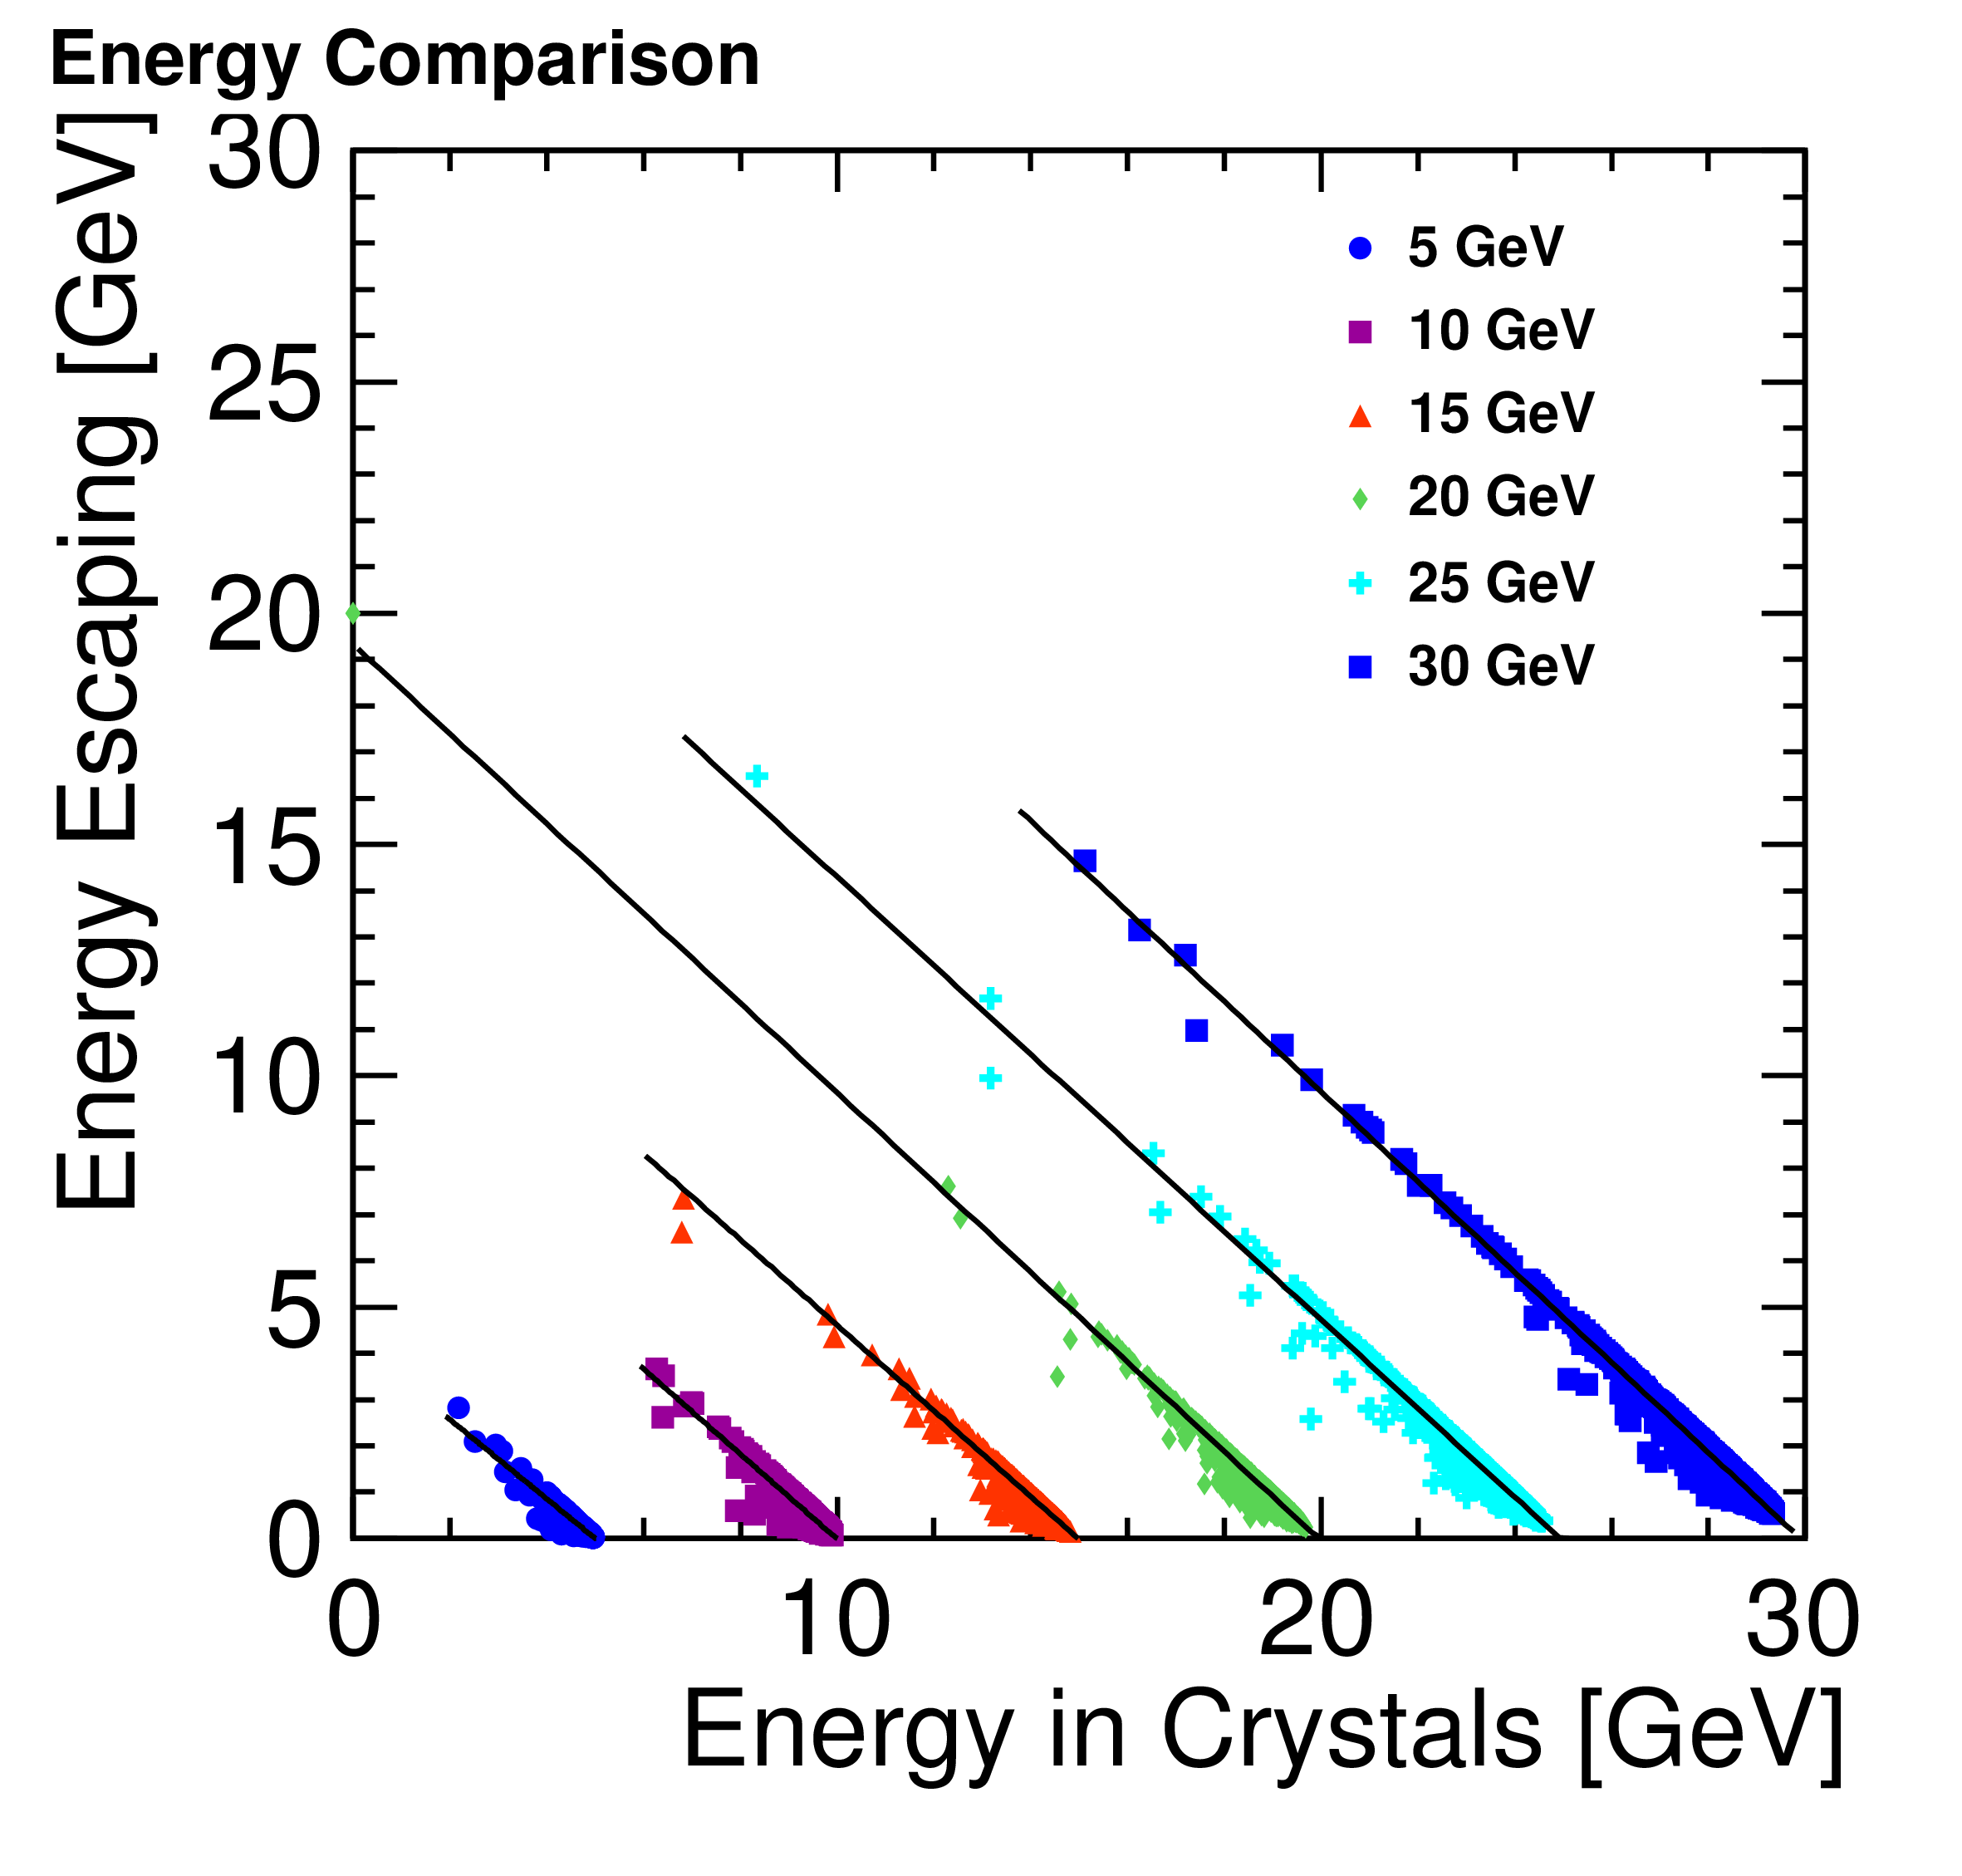 Energy Comparison
Energy Escaping [GeV]
30
25
20
15
10
5
0
5 GeV
10 GeV
15 GeV
20 GeV
25 GeV
30 GeV
0 10 20 30
Energy in Crystals [GeV]